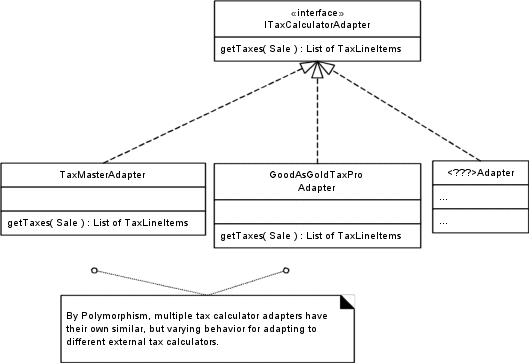 «interface»
ITaxCalculatorAdapter
getTaxes( Sale ) : List of TaxLineItems
TaxMasterAdapter
getTaxes( Sale ) : List of TaxLineItems
GoodAsGoldTaxPro
Adapter
getTaxes( Sale ) : List of TaxLineItems
<???>Adapter
...
...
By Polymorphism, multiple tax calculator adapters have
their own similar, but varying behavior for adapting to
different external tax calculators.